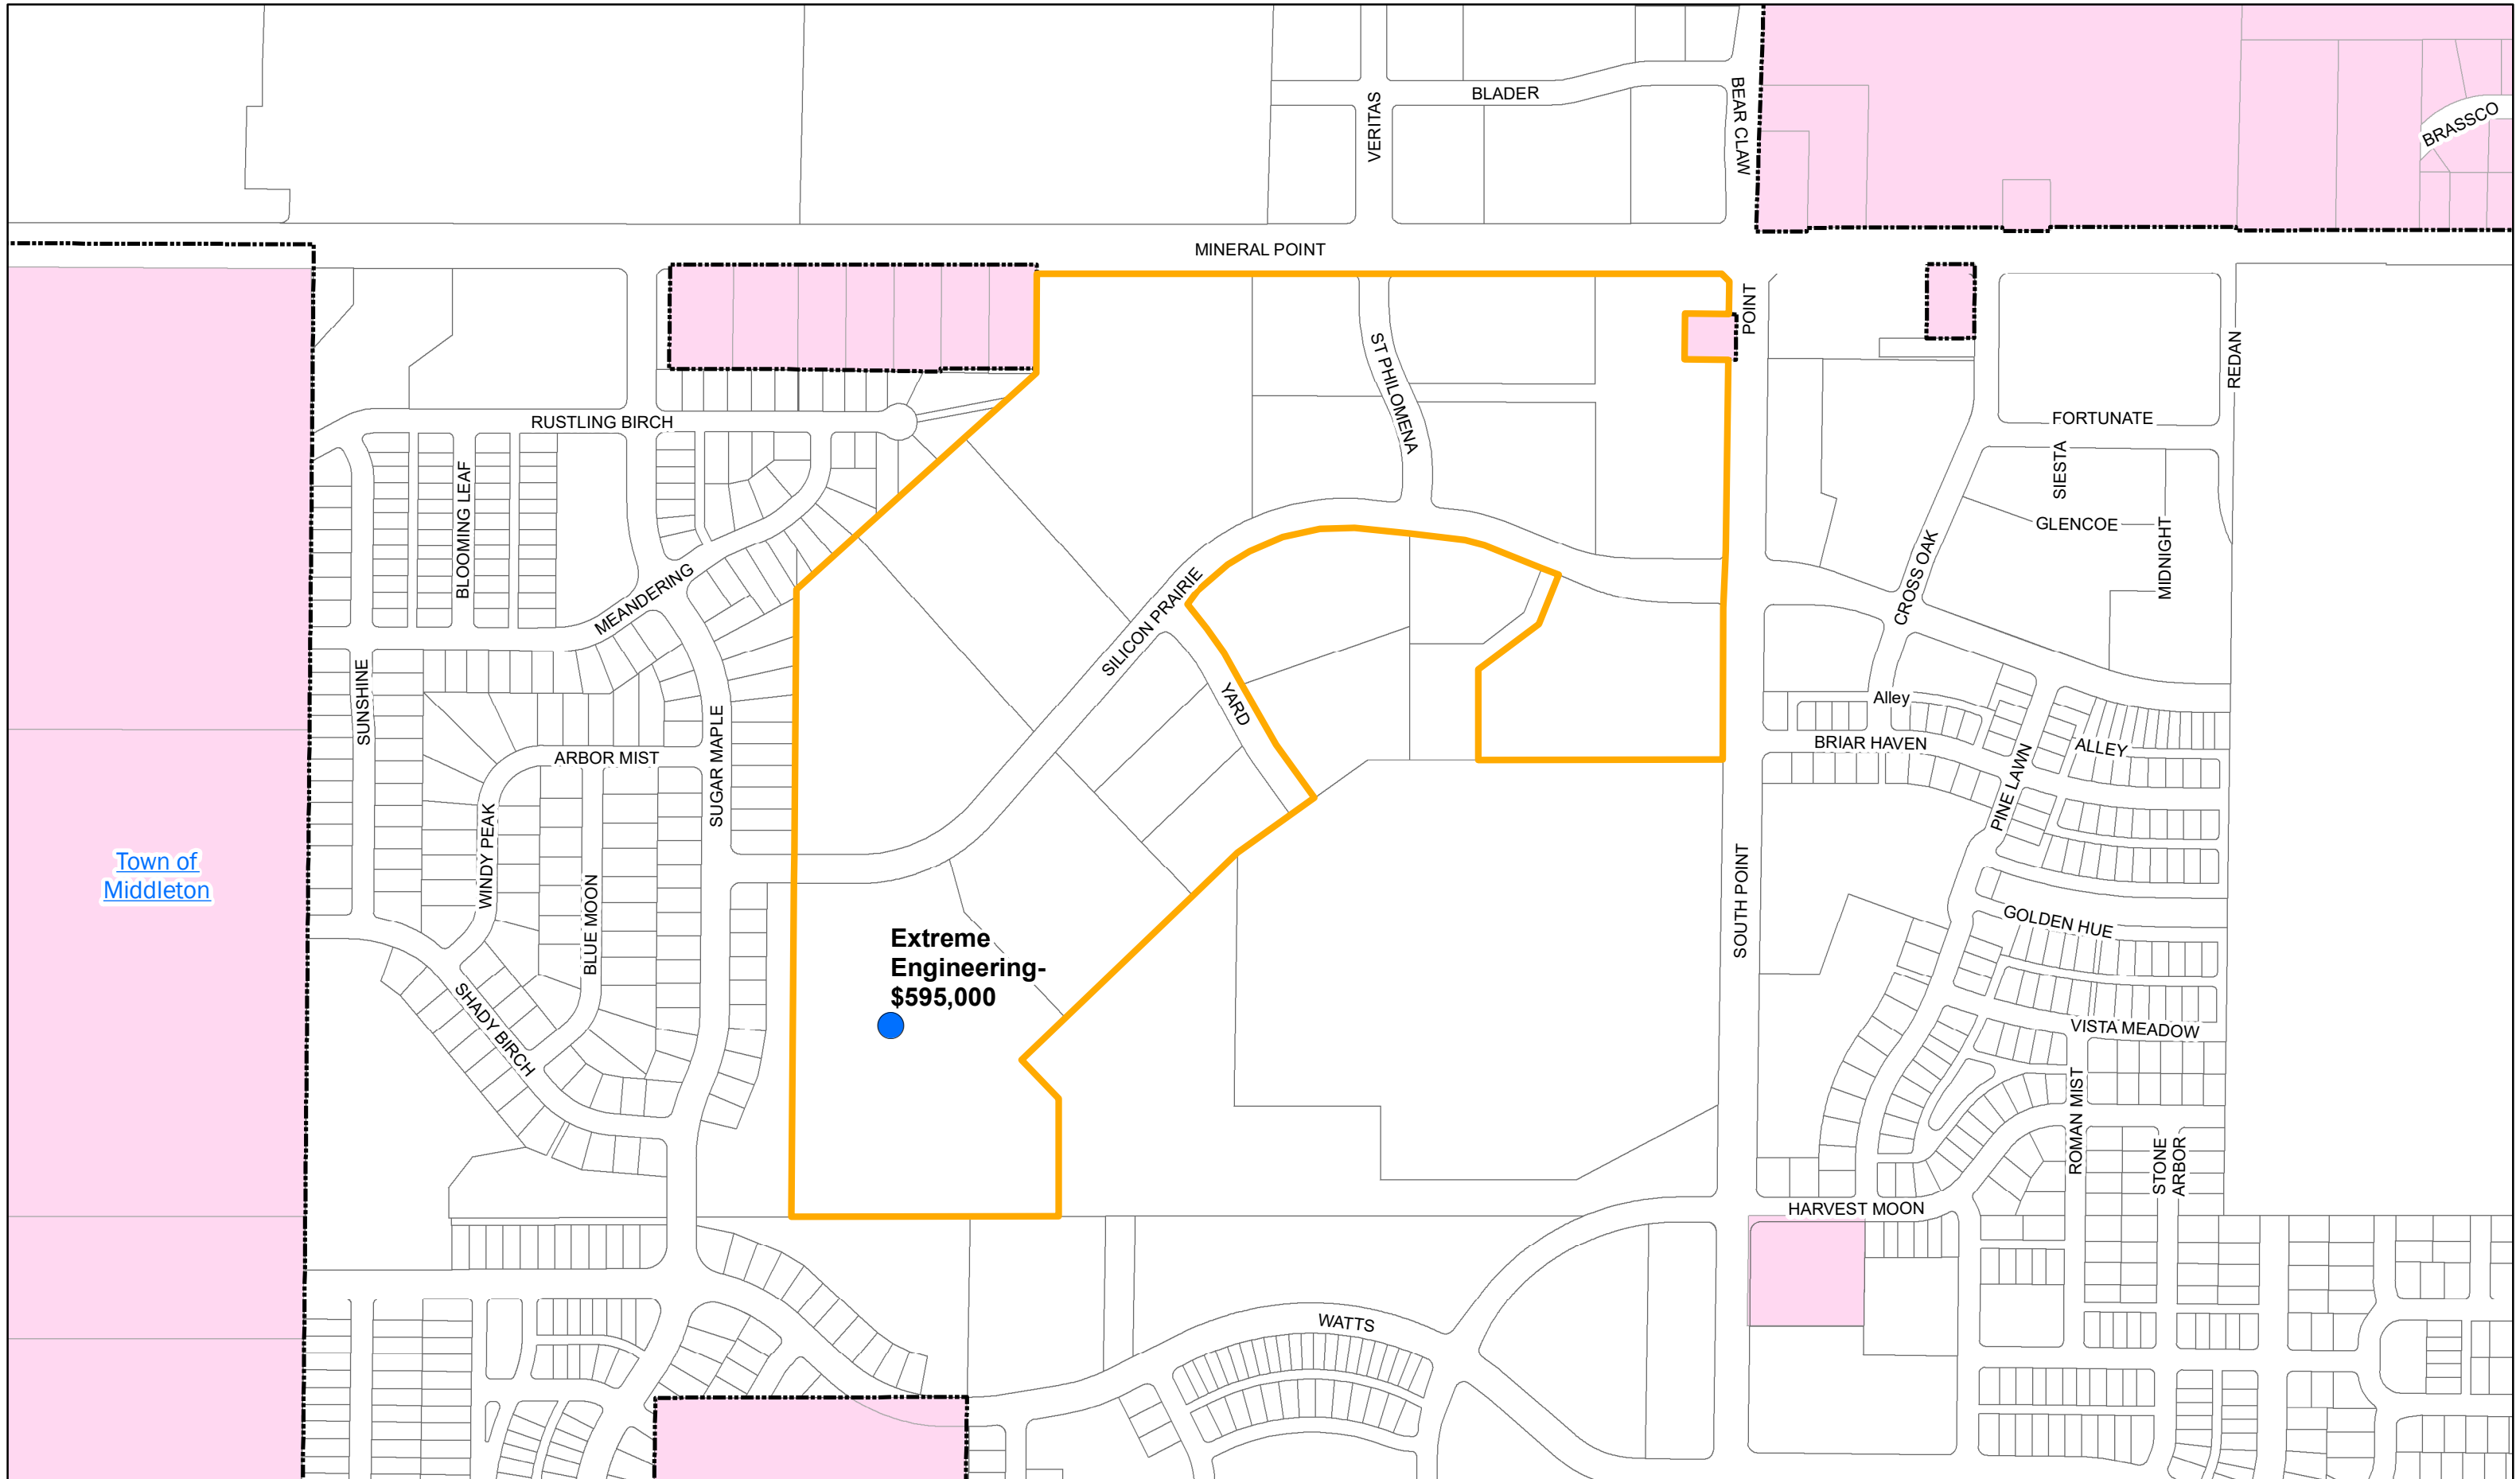 BLADER
VERITAS
BEAR CLAW
BRASSCO
MINERAL POINT
POINT
ST PHILOMENA
REDAN
RUSTLING BIRCH
FORTUNATE
SIESTA
BLOOMING LEAF
GLENCOE
MIDNIGHT
CROSS OAK
MEANDERING
SILICON PRAIRIE
SUNSHINE
YARD
Alley
SUGAR MAPLE
BRIAR HAVEN
ALLEY
ARBOR MIST
PINE LAWN
WINDY PEAK
Town of
Middleton
SOUTH POINT
BLUE MOON
GOLDEN HUE
Extreme
Engineering-
$595,000
SHADY BIRCH
VISTA MEADOW
ROMAN MIST
STONE
ARBOR
HARVEST MOON
WATTS